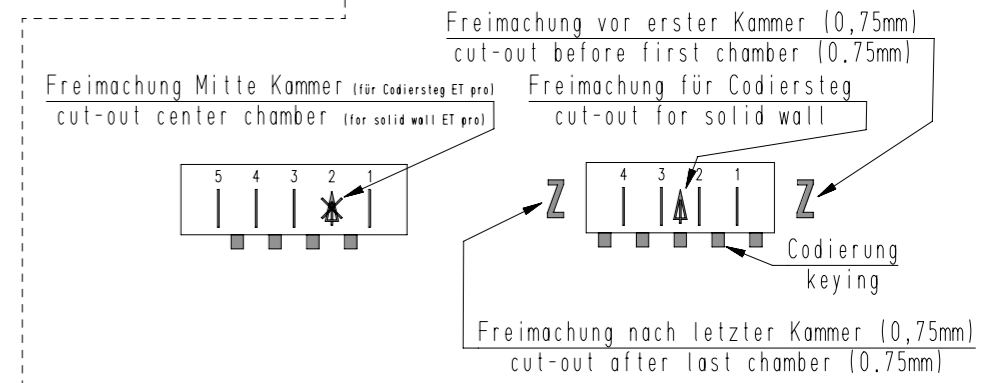 Freimachung vor erster Kammer (0,75mm)
cut-out before first chamber (0.75mm)
Freimachung Mitte Kammer (für Codiersteg ET pro)
cut-out center chamber (for solid wall ET pro)
Freimachung für Codiersteg
cut-out for solid wall
5 4 3 2 1
Z 4 3 2 1 Z
Codierung
keying
Freimachung nach letzter Kammer (0,75mm)
cut-out after last chamber (0.75mm)